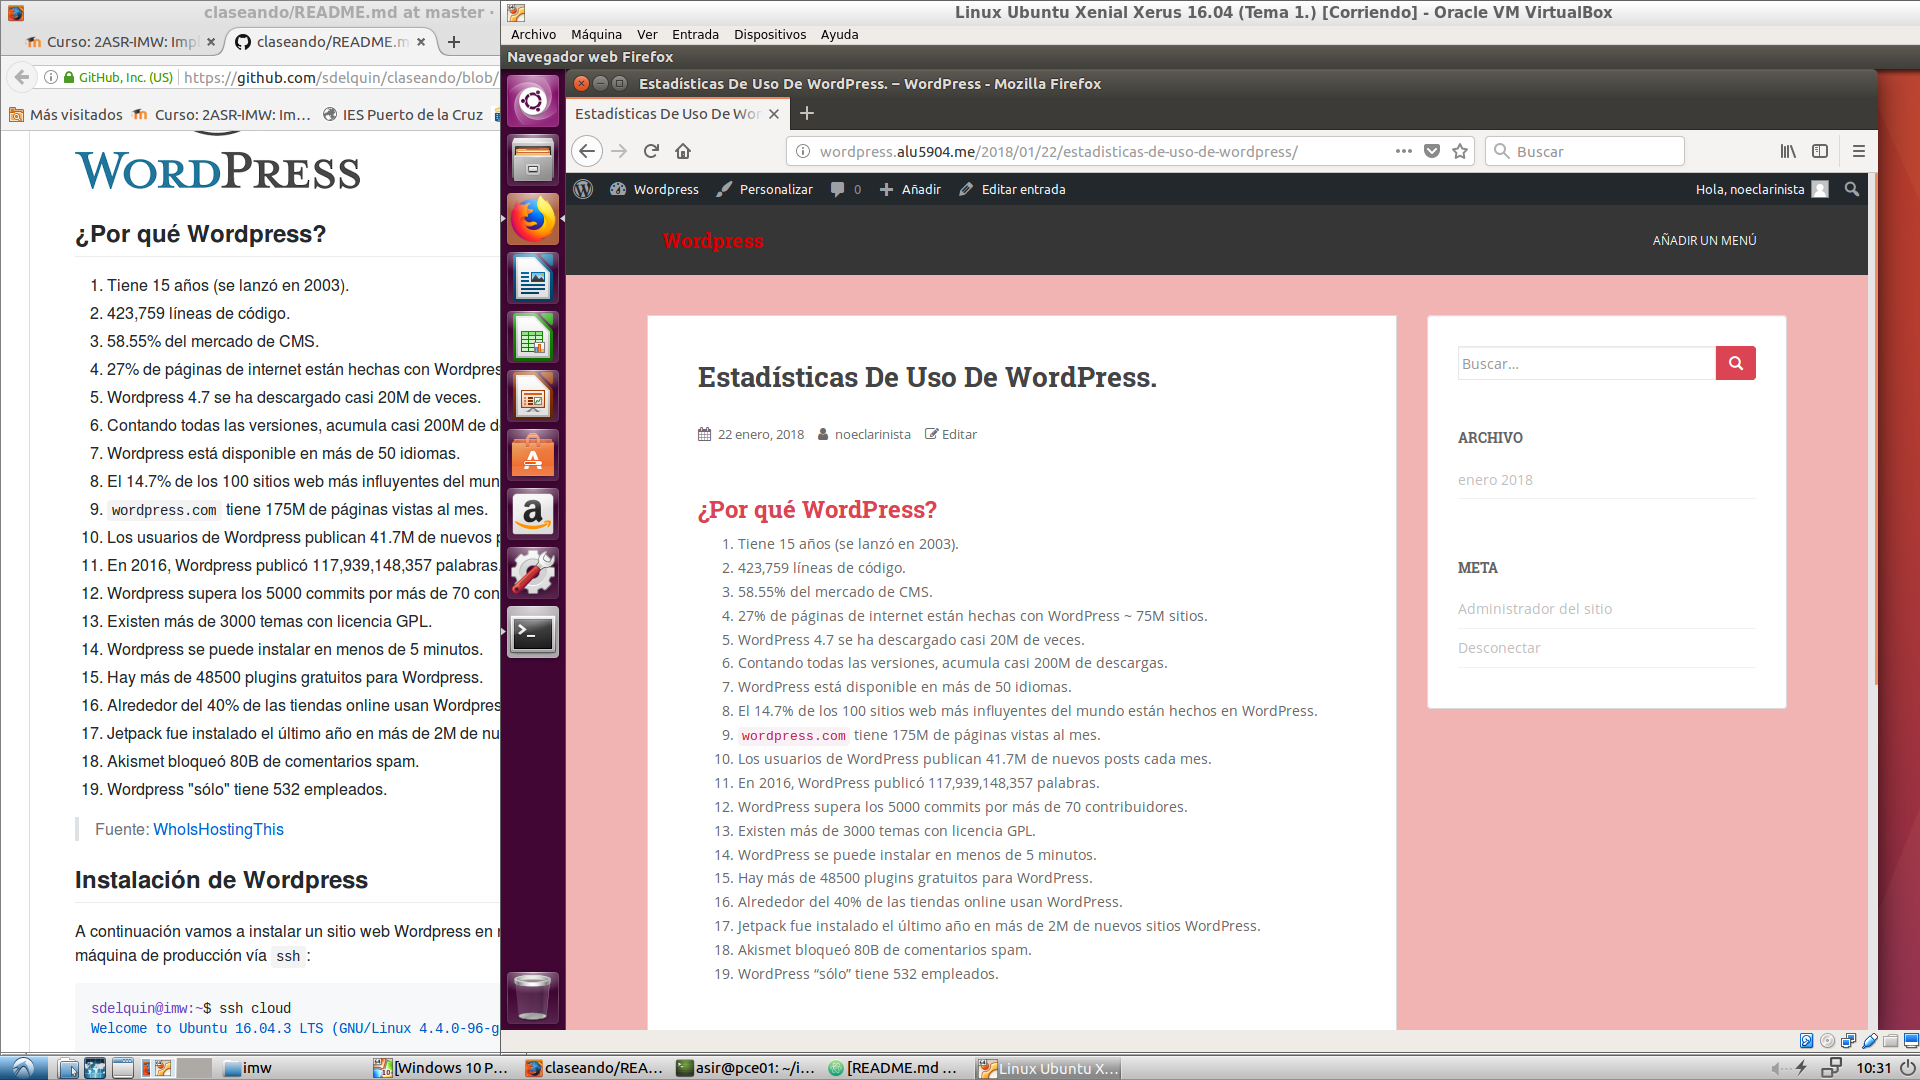 claseando/README.md at master ·
Curso: 2ASR-IMW: Impl
claseando/README.m
GitHub, Inc. (US)
https://github.com/sdelquin/claseando/blob/
Más visitados
Curso: 2ASR-IMW: Im...
IES Puerto de la Cruz
WORDPRESS
¿Por qué Wordpress?
1. Tiene 15 años (se lanzó en 2003).
2. 423,759 líneas de código.
3. 58.55% del mercado de CMS.
4. 27% de páginas de internet están hechas con Wordpres
5. Wordpress 4.7 se ha descargado casi 20M de veces.
6. Contando todas las versiones, acumula casi 200M de d
7. Wordpress está disponible en más de 50 idiomas.
8. El 14.7% de los 100 sitios web más influyentes del mun
9. wordpress.com tiene 175M de páginas vistas al mes.
10. Los usuarios de Wordpress publican 41.7M de nuevos p
11. En 2016, Wordpress publicó 117,939,148,357 palabras.
12. Wordpress supera los 5000 commits por más de 70 con
13. Existen más de 3000 temas con licencia GPL.
14. Wordpress se puede instalar en menos de 5 minutos.
15. Hay más de 48500 plugins gratuitos para Wordpress.
16. Alrededor del 40% de las tiendas online usan Wordpres
17. Jetpack fue instalado el último año en más de 2M de nu
18. Akismet bloqueó 80B de comentarios spam.
19. Wordpress "sólo" tiene 532 empleados.
Fuente: WhoIsHostingThis
Instalación de Wordpress
A continuación vamos a instalar un sitio web Wordpress en n
máquina de producción vía ssh :
sdelquin@imw:~$ ssh cloud
Welcome to Ubuntu 16.04.3 LTS (GNU/Linux 4.4.0-96-g
Linux Ubuntu Xenial Xerus 16.04 (Tema 1.) [Corriendo] - Oracle VM VirtualBox
Archivo Máquina Ver Entrada Dispositivos Ayuda
Navegador web Firefox
Estadísticas De Uso De WordPress. – WordPress - Mozilla Firefox
Estadísticas De Uso De Wor
wordpress.alu5904.me/2018/01/22/estadisticas-de-uso-de-wordpress/
Buscar
Wordpress
Personalizar
0
Añadir
Editar entrada
Hola, noeclarinista
Wordpress
AÑADIR UN MENÚ
Estadísticas De Uso De WordPress.
22 enero, 2018 noeclarinista Editar
¿Por qué WordPress?
1. Tiene 15 años (se lanzó en 2003).
2. 423,759 líneas de código.
3. 58.55% del mercado de CMS.
4. 27% de páginas de internet están hechas con WordPress ~ 75M sitios.
5. WordPress 4.7 se ha descargado casi 20M de veces.
6. Contando todas las versiones, acumula casi 200M de descargas.
7. WordPress está disponible en más de 50 idiomas.
8. El 14.7% de los 100 sitios web más influyentes del mundo están hechos en WordPress.
9. wordpress.com tiene 175M de páginas vistas al mes.
10. Los usuarios de WordPress publican 41.7M de nuevos posts cada mes.
11. En 2016, WordPress publicó 117,939,148,357 palabras.
12. WordPress supera los 5000 commits por más de 70 contribuidores.
13. Existen más de 3000 temas con licencia GPL.
14. WordPress se puede instalar en menos de 5 minutos.
15. Hay más de 48500 plugins gratuitos para WordPress.
16. Alrededor del 40% de las tiendas online usan WordPress.
17. Jetpack fue instalado el último año en más de 2M de nuevos sitios WordPress.
18. Akismet bloqueó 80B de comentarios spam.
19. WordPress “sólo” tiene 532 empleados.
Buscar...
ARCHIVO
enero 2018
META
Administrador del sitio
Desconectar
imw
[Windows 10 P...
claseando/REA...
asir@pce01: ~/i...
[README.md ...
Linux Ubuntu X...
10:31